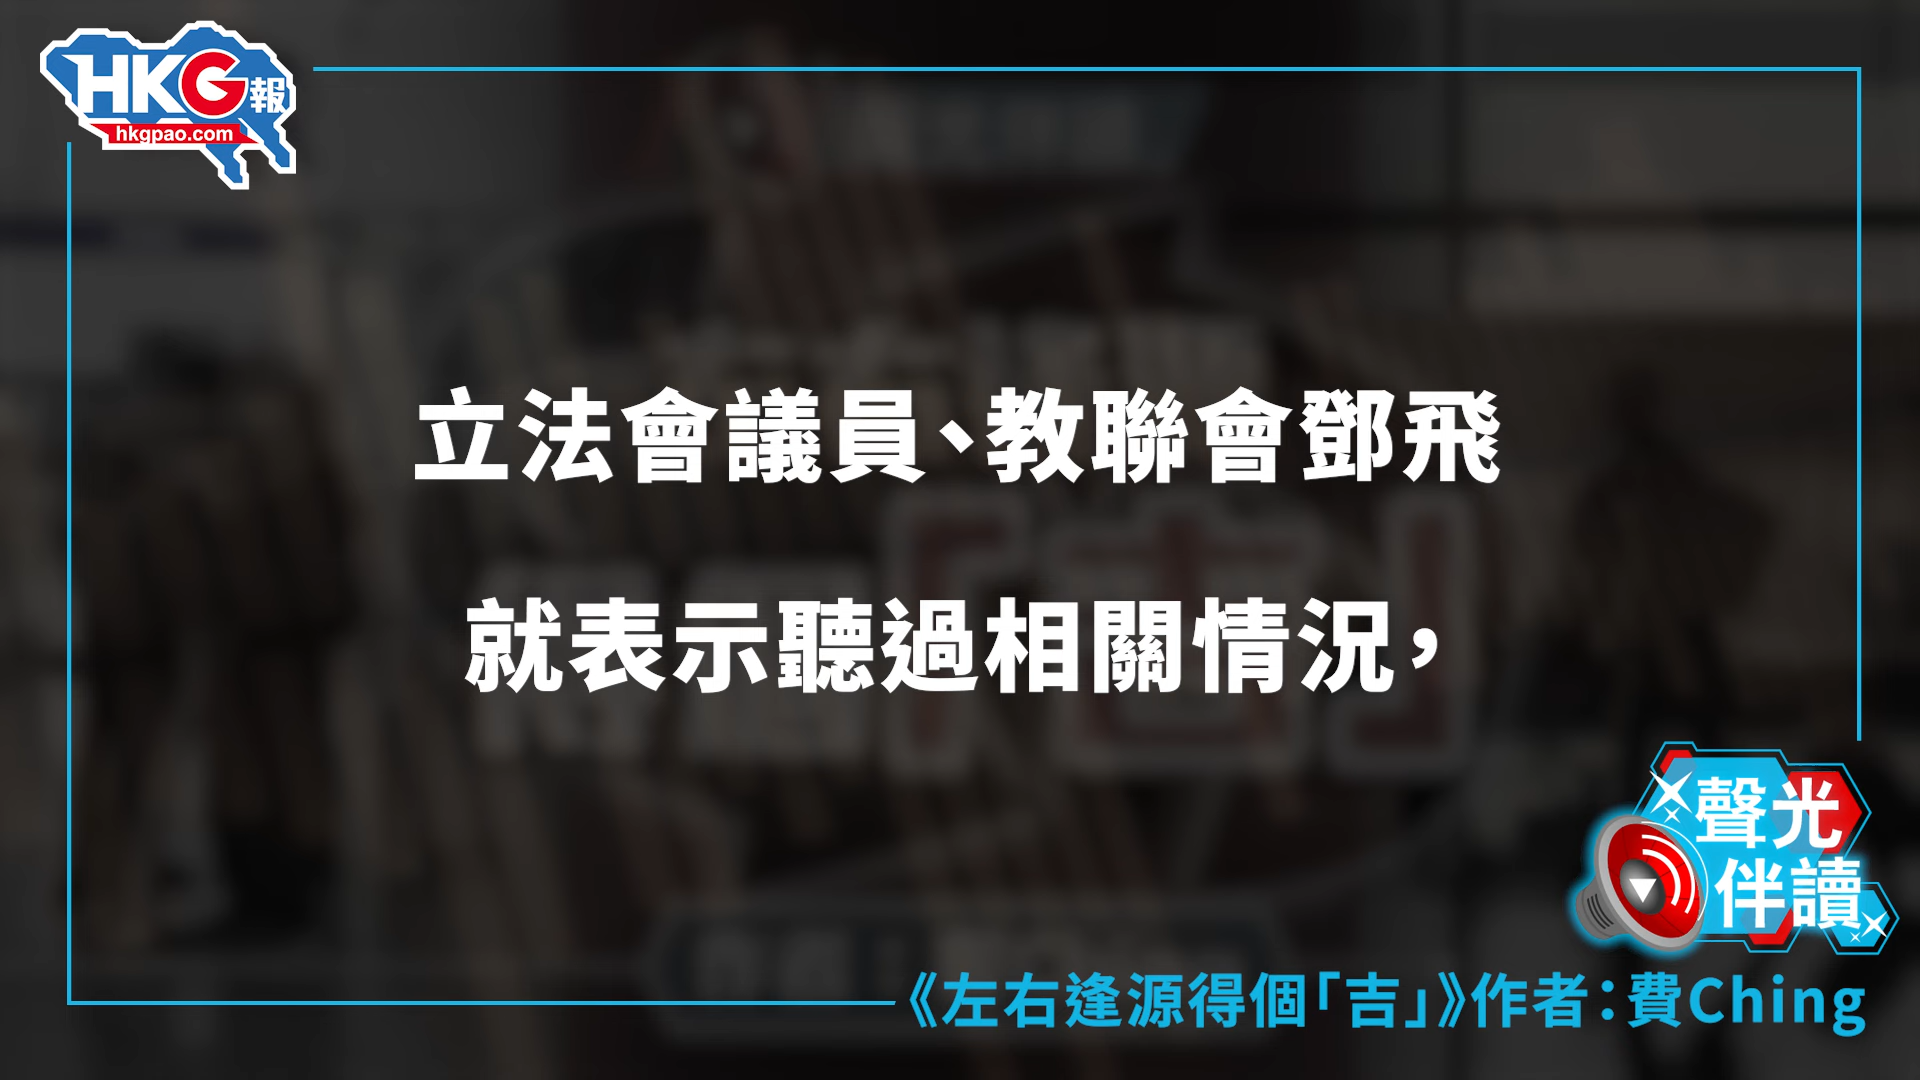 HKG報
hkgpao.com
立法會議員、教聯會鄧飛
就表示聽過相關情況，
聲光
伴讀
《左右逢源得個「吉」》作者：費Ching